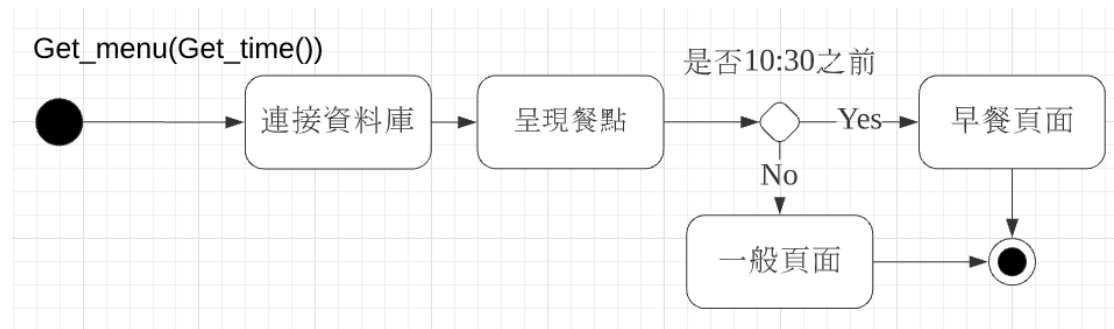 Get_menu(Get_time())
是否10:30之前
連接資料庫
呈現餐點
Yes
早餐頁面
No
一般頁面